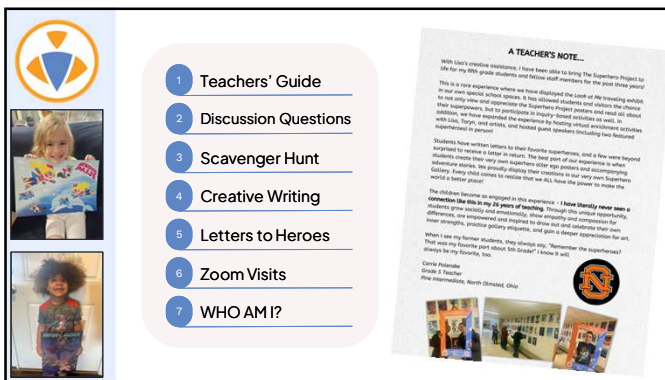 1 Teachers' Guide
2 Discussion Questions
3 Scavenger Hunt
4 Creative Writing
5 Letters to Heroes
6 Zoom Visits
7 WHO AM I?
A TEACHER'S NOTE...
With Lisa's creative assistance, I have been able to bring The Superhero Project to
life for my fifth grade students and fellow staff members for the past three years!
This is a rare experience where we have displayed the Look at Me traveling exhibit
in our own special school spaces. It has allowed students and visitors the chance
to not only view and appreciate the Superhero Project posters and read all about
their superpowers, but to participate in inquiry-based activities as well. In
addition, we have expanded the experience by hosting virtual enrichment activities
with Lisa, Taryn, and artists, and hosted guest speakers (including two featured
superheroes) in person!
Students have written letters to their favorite superheroes, and a few were beyond
surprised to receive a letter in return. The best part of our experience is when
students create their very own superhero alter ego posters and accompanying
adventure stories. We proudly display their creations in our very own Superhero
Gallery. Every child comes to realize that we ALL have the power to make the
world a better place!
The children become so engaged in this experience - I have literally never seen a
connection like this in my 26 years of teaching. Through this unique opportunity,
students grow socially and emotionally, show empathy and compassion for
differences, are empowered and inspired to draw out and celebrate their own
inner strengths, practice gallery etiquette, and gain a deeper appreciation for art.
When I see my former students, they always say, "Remember the superheroes?
That was my favorite part about 5th Grade!" I know it will
always be my favorite, too.
Carrie Polenske
Grade 5 Teacher
Pine Intermediate, North Olmsted, Ohio